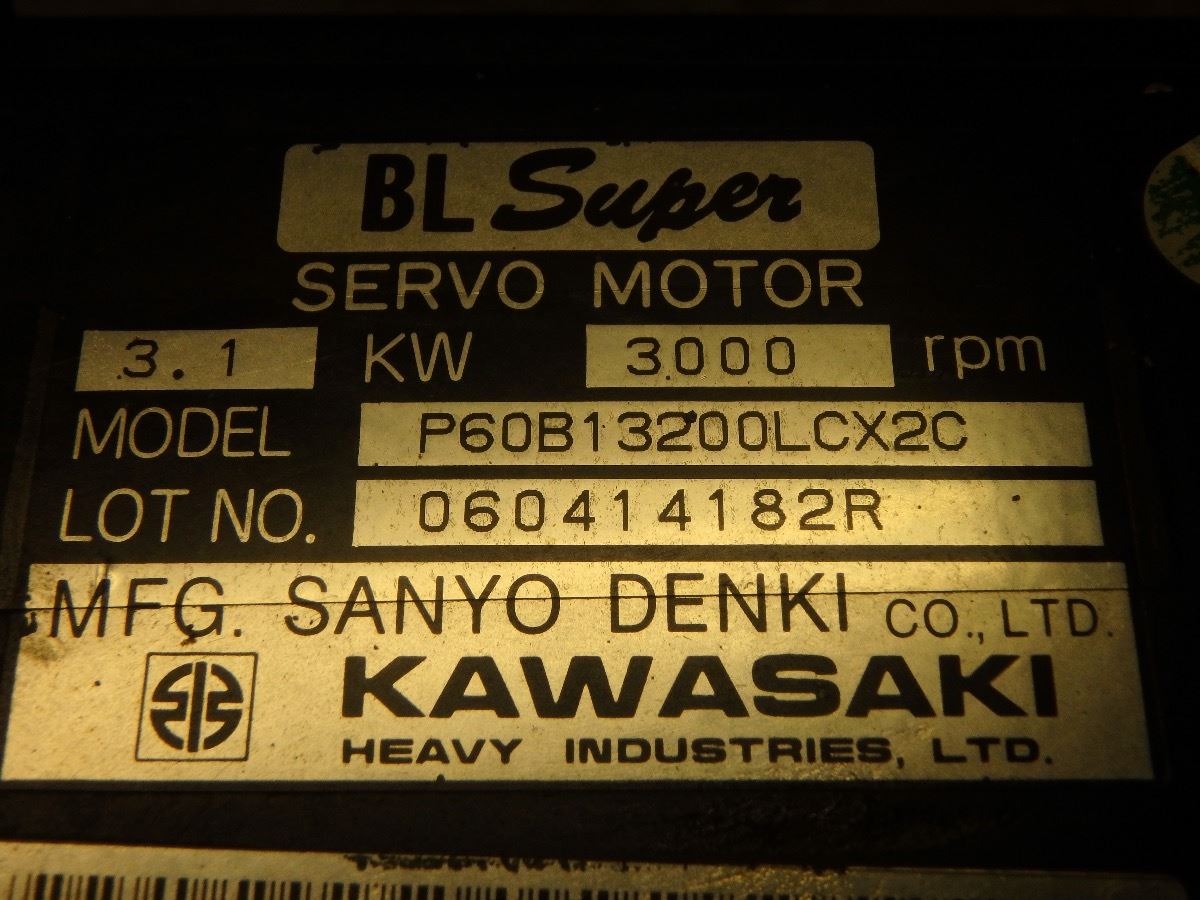 BL Super
SERVO MOTOR
3.1 KW 3000 rpm
MODEL P60B13200LCX2C
LOT NO. 060414182R
MFG. SANYO DENKI CO., LTD.
KAWASAKI
HEAVY INDUSTRIES, LTD.